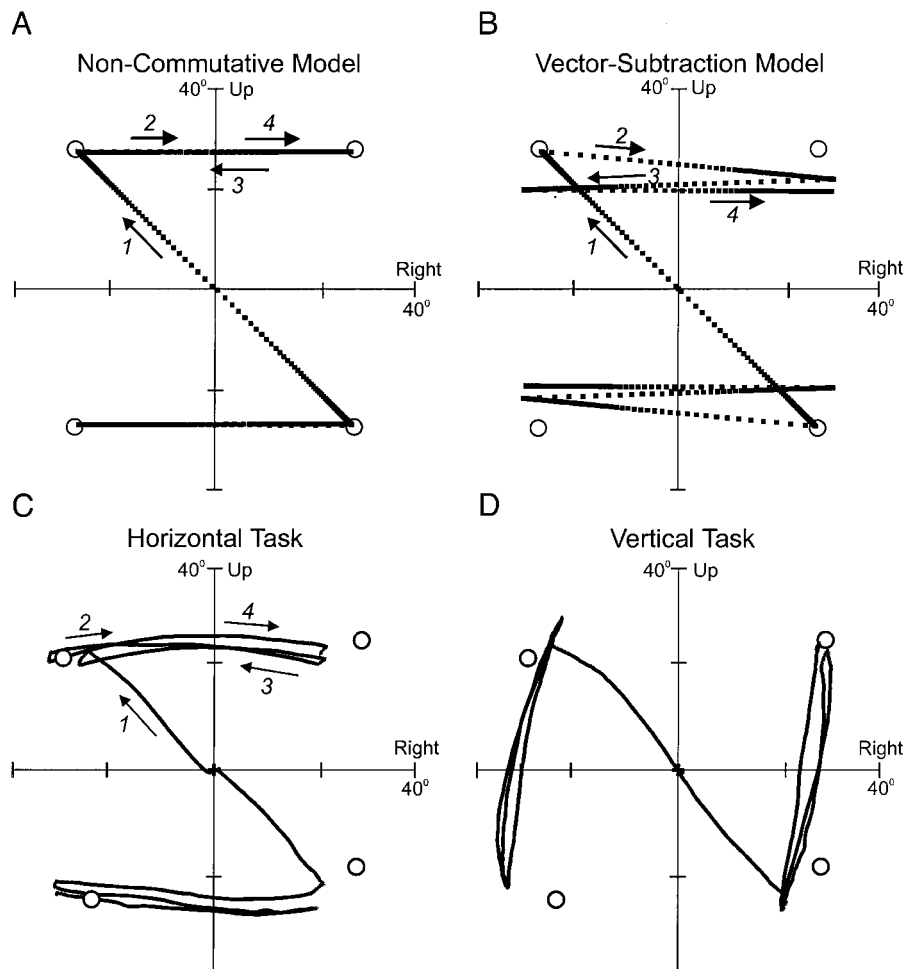 A
Non-Commutative Model
40° Up
2 4
3
1
Right
40°
B
Vector-Subtraction Model
40° Up
2
3
4
1
Right
40°
C
Horizontal Task
40° Up
2 4
3
1
Right
40°
D
Vertical Task
40° Up
Right
40°